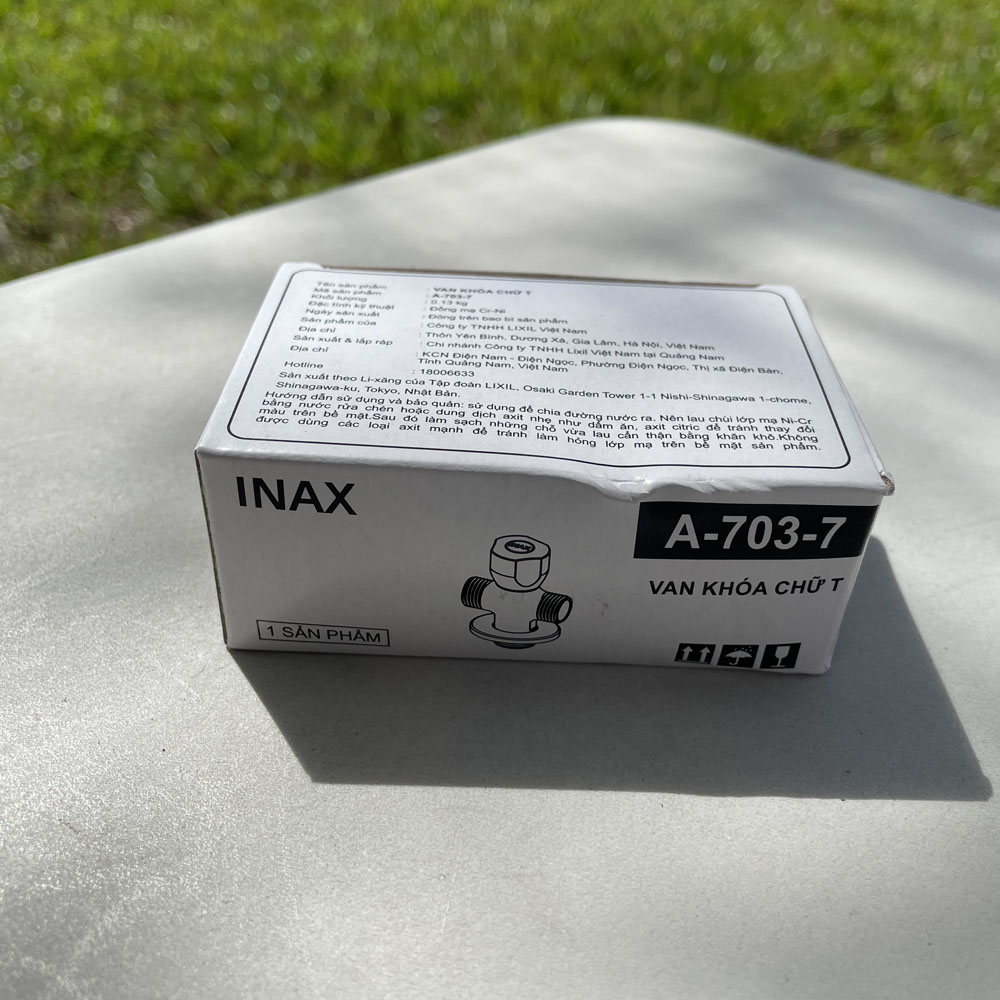 Tên sản phẩm : VAN KHÓA CHỮ T
Mã sản phẩm : A-703-7
Khối lượng : 0.13 kg
Đặc tính kỹ thuật : Đồng mạ Cr-Ni
Ngày sản xuất : Đóng trên bao bì sản phẩm
Sản phẩm của : Công ty TNHH LIXIL Việt Nam
Địa chỉ : Thôn Yên Bình, Dương Xá, Gia Lâm, Hà Nội, Việt Nam
Sản xuất & lắp ráp : Chi nhánh Công ty TNHH Lixil Việt Nam tại Quảng Nam
Địa chỉ : KCN Điện Nam - Điện Ngọc, Phường Điện Ngọc, Thị xã Điện Bàn,
Tỉnh Quảng Nam, Việt Nam
Hotline : 18006633
Sản xuất theo Li-xăng của Tập đoàn LIXIL, Osaki Garden Tower 1-1 Nishi-Shinagawa 1-chome,
Shinagawa-ku, Tokyo, Nhật Bản.
Hướng dẫn sử dụng và bảo quản: sử dụng để chia đường nước ra. Nên lau chùi lớp mạ Ni-Cr
bằng nước rửa chén hoặc dung dịch axit nhẹ như dấm ăn, axit citric để tránh thay đổi
màu trên bề mặt.Sau đó làm sạch những chỗ vừa lau cẩn thận bằng khăn khô.Không
được dùng các loại axit mạnh để tránh làm hỏng lớp mạ trên bề mặt sản phẩm.
INAX
A-703-7
INAX
VAN KHÓA CHỮ T
1 SẢN PHẨM